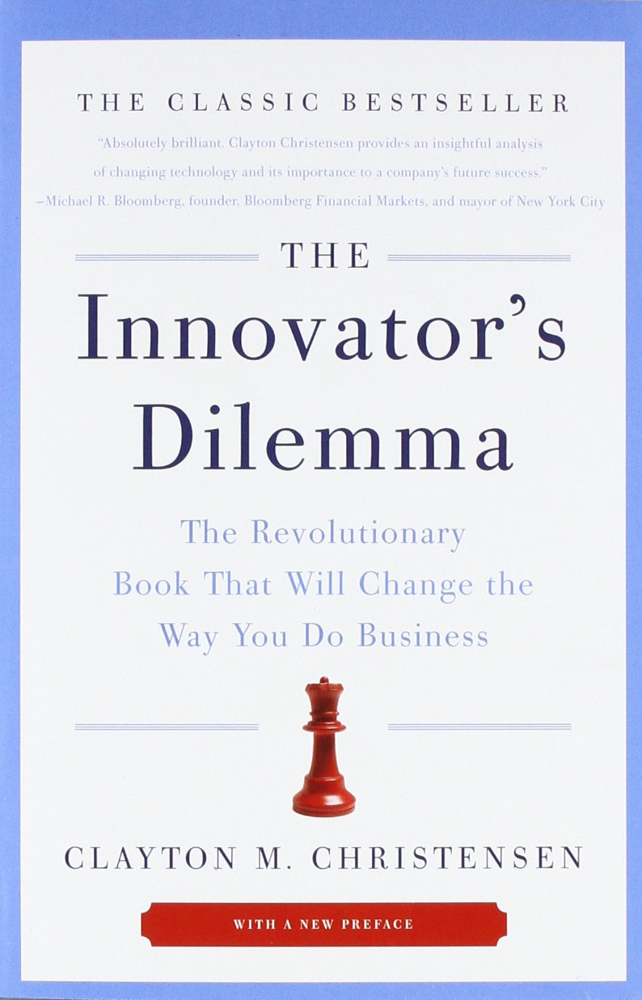 THE CLASSIC BESTSELLER
“Absolutely brilliant. Clayton Christensen provides an insightful analysis
of changing technology and its importance to a company’s future success.”
—Michael R. Bloomberg, founder, Bloomberg Financial Markets, and mayor of New York City
THE
Innovator’s
Dilemma
The Revolutionary
Book That Will Change the
Way You Do Business
CLAYTON M. CHRISTENSEN
WITH A NEW PREFACE